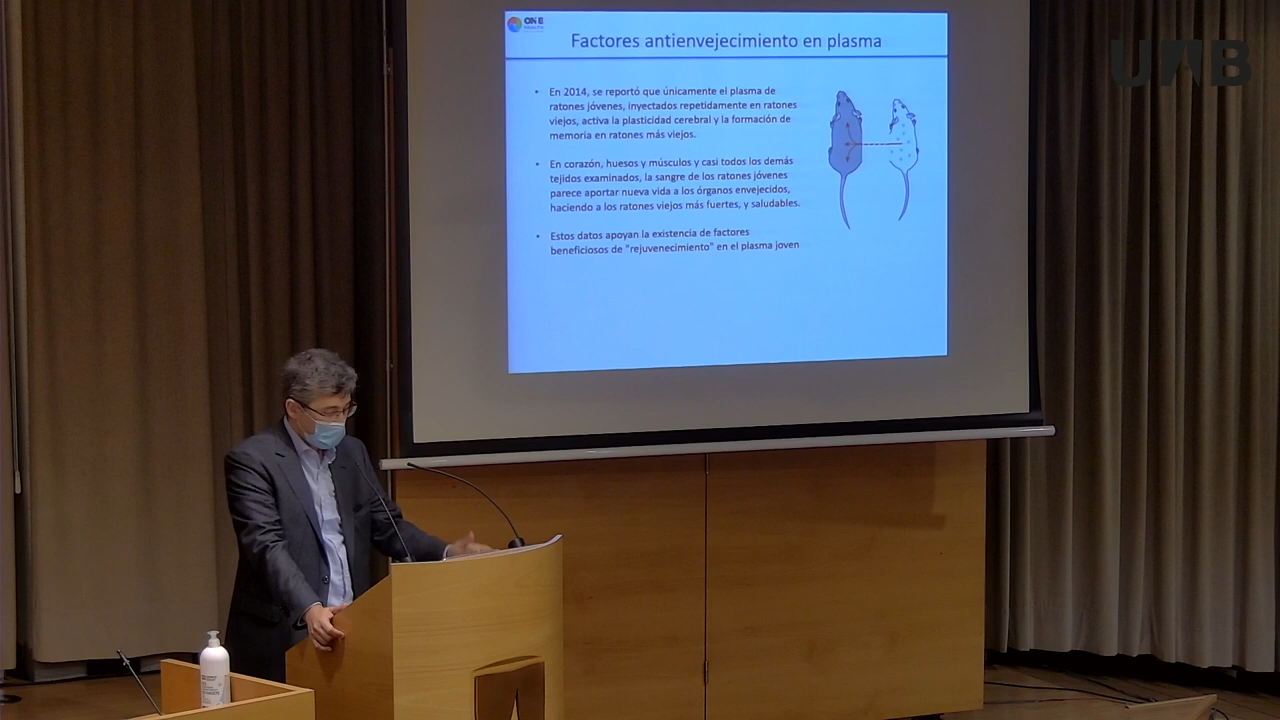 ONE
UAB
Factores antienvejecimiento en plasma
• En 2014, se reportó que únicamente el plasma de
ratones jóvenes, inyectados repetidamente en ratones
viejos, activa la plasticidad cerebral y la formación de
memoria en ratones más viejos.
• En corazón, huesos y músculos y casi todos los demás
tejidos examinados, la sangre de los ratones jóvenes
parece aportar nueva vida a los órganos envejecidos,
haciendo a los ratones viejos más fuertes, y saludables.
• Estos datos apoyan la existencia de factores
beneficiosos de "rejuvenecimiento" en el plasma joven